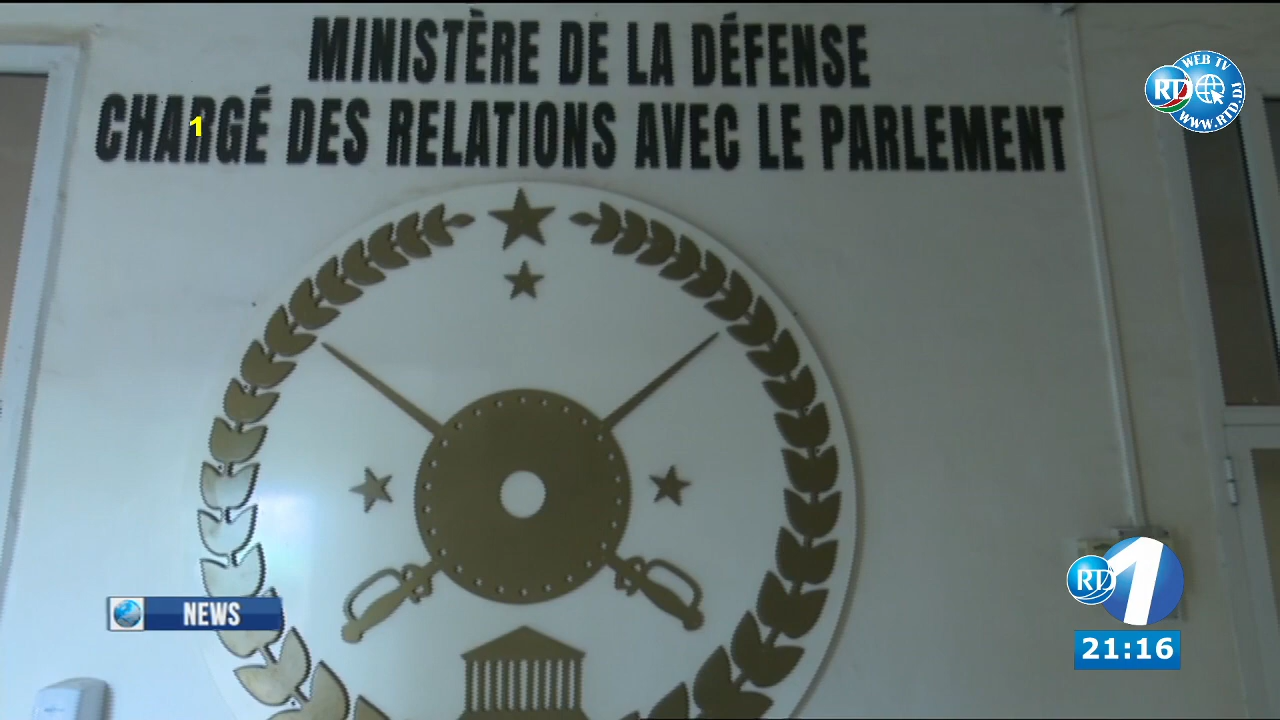 MINISTÈRE DE LA DÉFENSE
CHARGÉ DES RELATIONS AVEC LE PARLEMENT
1
WEB TV
RTD
WWW.RTD.DJ
NEWS
RTD 1
21:16